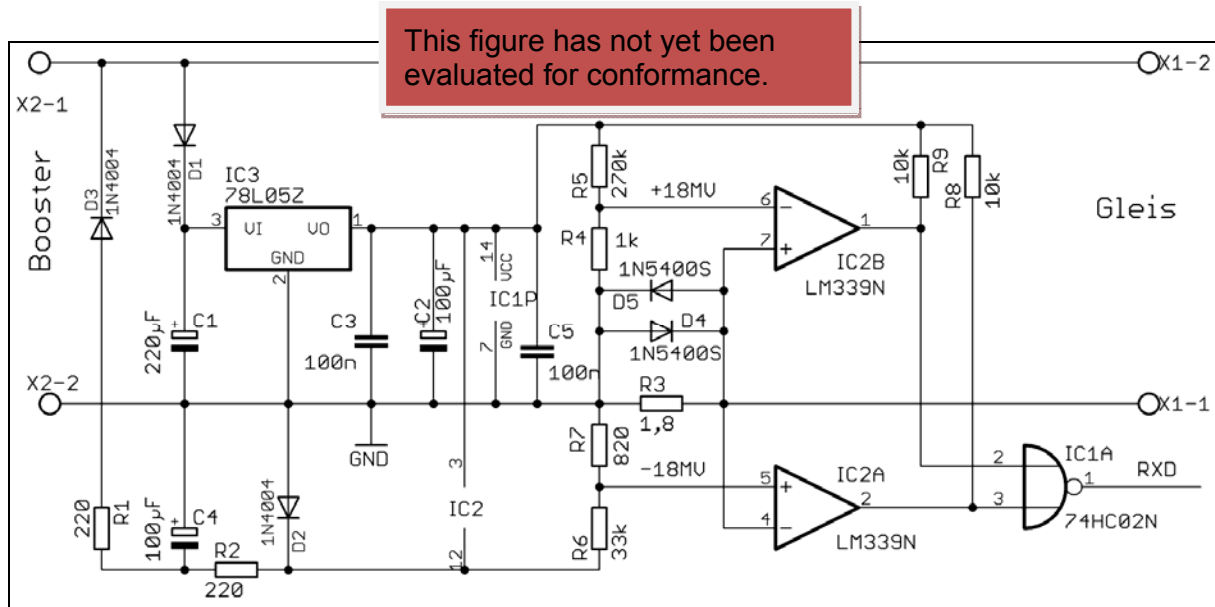 This figure has not yet been
evaluated for conformance.
X2-1
X1-2
Booster
Gleis
D3
1N4004
1N4004
D1
IC3
78L05Z
3
VI
VO
1
GND
2
R5
270k
+18MV
6
7
1
IC2B
LM339N
10k
R9
R8
10k
R4
1k
1N5400S
D5
D4
1N5400S
220µF
+
C1
C3
100n
C2
+
100µF
14
VCC
IC1P
7
GND
C5
100n
X2-2
R3
1,8
X1-1
GND
R7
820
-18MV
5
4
2
IC2A
LM339N
2
3
IC1A
1
RXD
74HC02N
220
R1
100µF
+
C4
1N4004
D2
3
IC2
12
R6
33k
R2
220